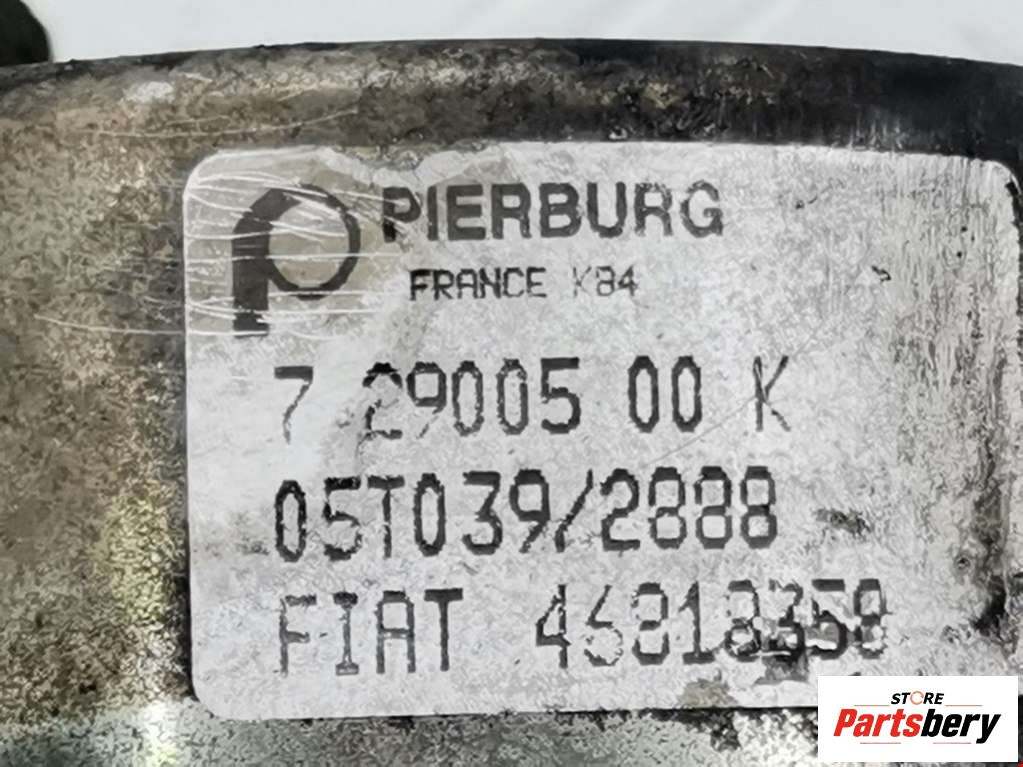 PIERBURG
FRANCE K84
7 29005 00 K
05T039/2888
FIAT 46818358
STORE
Partsbery